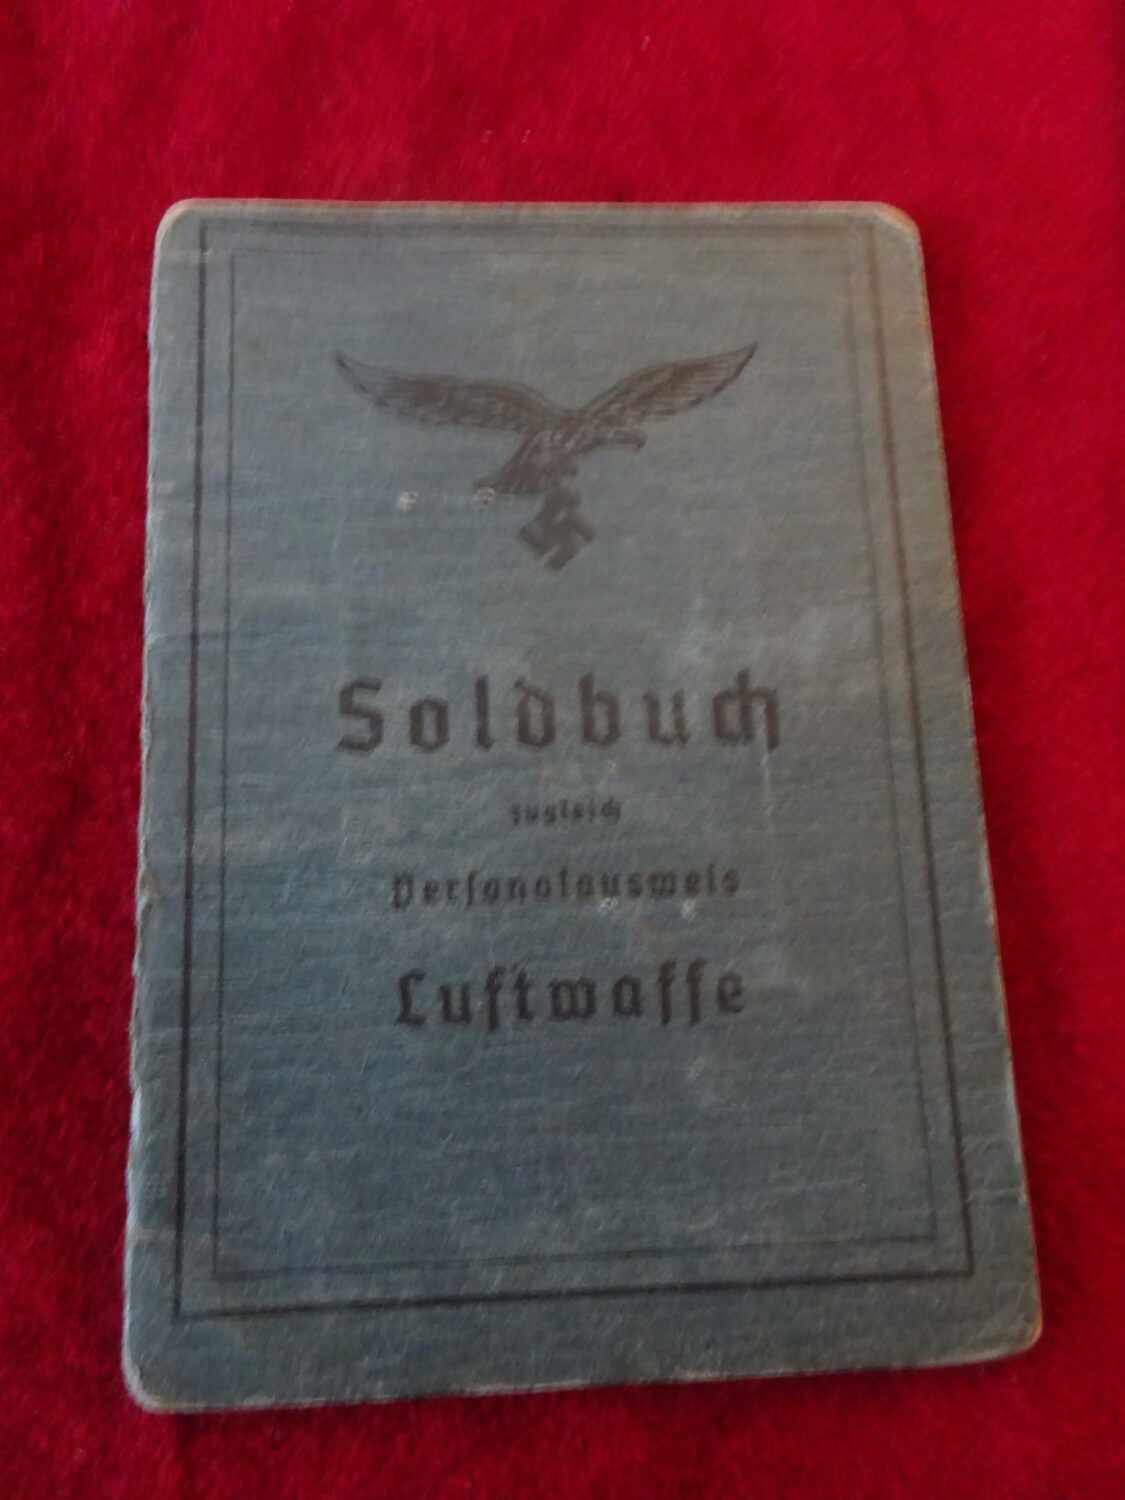 Soldbuch
zugleich
Personalausweis
Luftwaffe